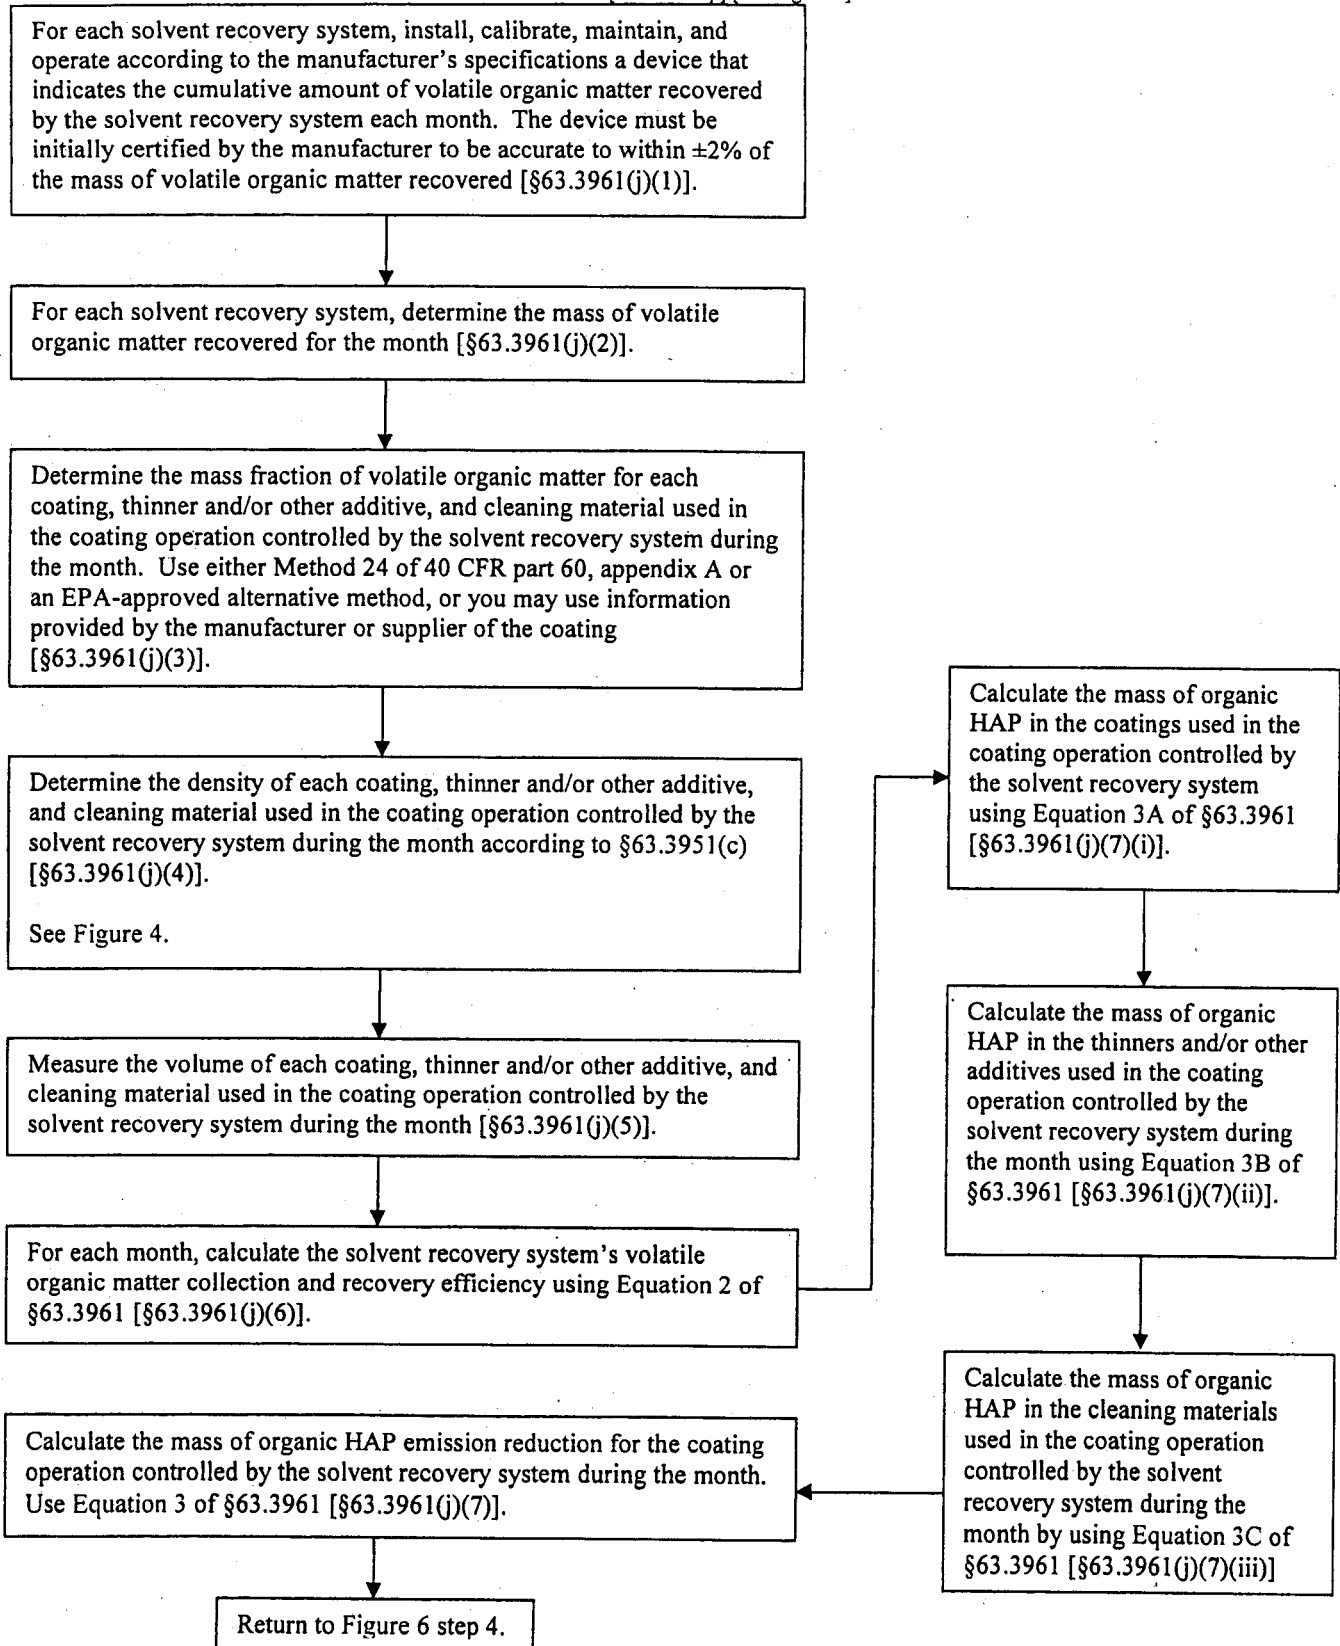 For each solvent recovery system, install, calibrate, maintain, and
operate according to the manufacturer's specifications a device that
indicates the cumulative amount of volatile organic matter recovered
by the solvent recovery system each month.  The device must be
initially certified by the manufacturer to be accurate to within ±2% of
the mass of volatile organic matter recovered [§63.3961(j)(1)].
For each solvent recovery system, determine the mass of volatile
organic matter recovered for the month [§63.3961(j)(2)].
Determine the mass fraction of volatile organic matter for each
coating, thinner and/or other additive, and cleaning material used in
the coating operation controlled by the solvent recovery system during
the month.  Use either Method 24 of 40 CFR part 60, appendix A or
an EPA-approved alternative method, or you may use information
provided by the manufacturer or supplier of the coating
[§63.3961(j)(3)].
Determine the density of each coating, thinner and/or other additive,
and cleaning material used in the coating operation controlled by the
solvent recovery system during the month according to §63.3951(c)
[§63.3961(j)(4)].
See Figure 4.
Measure the volume of each coating, thinner and/or other additive, and
cleaning material used in the coating operation controlled by the
solvent recovery system during the month [§63.3961(j)(5)].
For each month, calculate the solvent recovery system's volatile
organic matter collection and recovery efficiency using Equation 2 of
§63.3961 [§63.3961(j)(6)].
Calculate the mass of organic
HAP in the coatings used in the
coating operation controlled by
the solvent recovery system
using Equation 3A of §63.3961
[§63.3961(j)(7)(i)].
Calculate the mass of organic
HAP in the thinners and/or other
additives used in the coating
operation controlled by the
solvent recovery system during
the month using Equation 3B of
§63.3961 [§63.3961(j)(7)(ii)].
Calculate the mass of organic
HAP in the cleaning materials
used in the coating operation
controlled by the solvent
recovery system during the
month by using Equation 3C of
§63.3961 [§63.3961(j)(7)(iii)]
Calculate the mass of organic HAP emission reduction for the coating
operation controlled by the solvent recovery system during the month.
Use Equation 3 of §63.3961 [§63.3961(j)(7)].
Return to Figure 6 step 4.